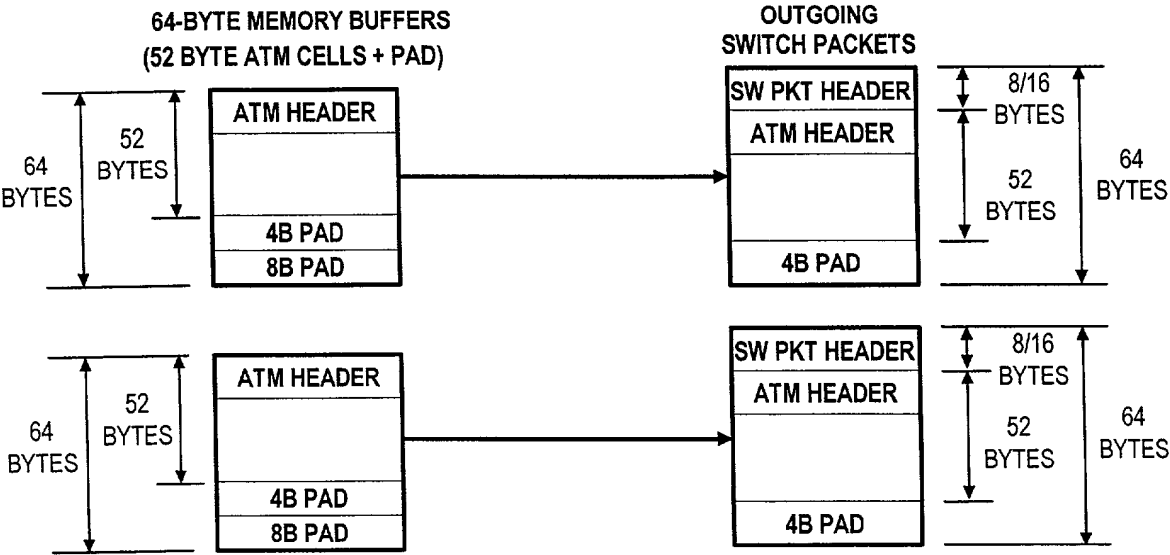 64-BYTE MEMORY BUFFERS
(52 BYTE ATM CELLS + PAD)
OUTGOING
SWITCH PACKETS
64
BYTES
52
BYTES
ATM HEADER
4B PAD
8B PAD
SW PKT HEADER
ATM HEADER
4B PAD
8/16
BYTES
52
BYTES
64
BYTES
64
BYTES
52
BYTES
ATM HEADER
4B PAD
8B PAD
SW PKT HEADER
ATM HEADER
4B PAD
8/16
BYTES
52
BYTES
64
BYTES